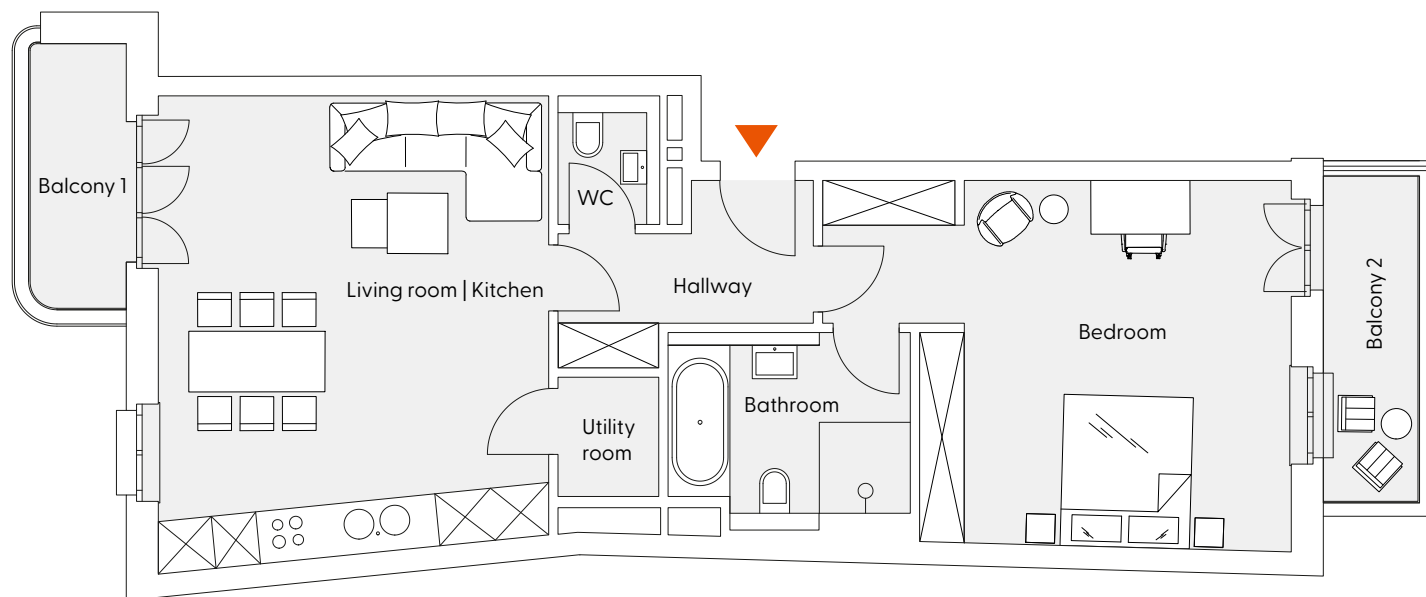 Balcony 1
WC
Living room | Kitchen
Hallway
Bedroom
Balcony 2
Bathroom
Utility
room